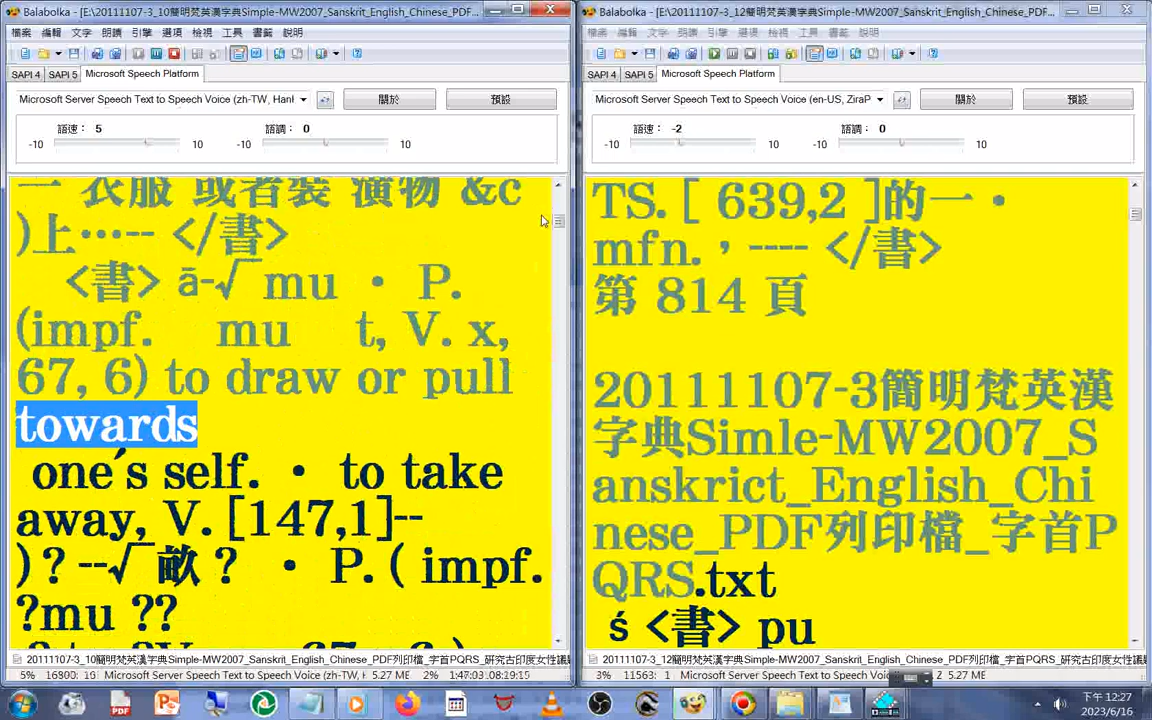 Balabolka - [E:\20111107-3_10簡明梵英漢字典Simple-MW2007_Sanskrit_English_Chinese_PDF...
檔案 編輯 文字 朗讀 引擎 選項 檢視 工具 書籤 說明
SAPI 4 SAPI 5 Microsoft Speech Platform
Microsoft Server Speech Text to Speech Voice (zh-TW, Hanl
關於 預設
語速： 5 語調： 0
-10 10 -10 10
一 衣服 或者裝 演物 &c
)上…-- </書>
<書> ā-√ mu • P.
(impf. mu t, V. x,
67, 6) to draw or pull
towards
one´s self. • to take
away, V. [147,1]--
)? --√畝？ • P. ( impf.
?mu ??
20111107-3_10簡明梵英漢字典Simple-MW2007_Sanskrit_English_Chinese_PDF列印檔_字首PQRS_研究古印度女性議
5% Microsoft Server Speech Text to Speech Voice (zh-TW, 5.27 MB 2%
Balabolka - [E:\20111107-3_12簡明梵英漢字典Simple-MW2007_Sanskrit_English_Chinese_PDF...
檔案 編輯 文字 朗讀 引擎 選項 檢視 工具 書籤 說明
SAPI 4 SAPI 5 Microsoft Speech Platform
Microsoft Server Speech Text to Speech Voice (en-US, ZiraP
關於 預設
語速： -2 語調： 0
-10 10 -10 10
TS. [ 639,2 ]的一•
mfn.，---- </書>
第 814 頁
20111107-3簡明梵英漢
字典Simle-MW2007_S
anskrict_English_Chi
nese_PDF列印檔_字首P
QRS.txt
ś <書> pu
20111107-3_12簡明梵英漢字典Simple-MW2007_Sanskrit_English_Chinese_PDF列印檔_字首PQRS_研究古印度女性議
3% 11563: 1 Microsoft Server Speech Text to Speech Voice 5.27 MB
下午 12:27
2023/6/16